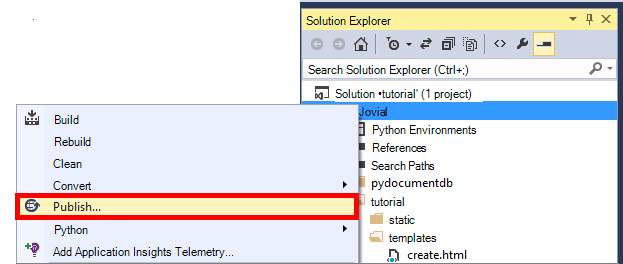 Solution Explorer
Search Solution Explorer (Ctrl+;)
Solution •tutorial' (1 project)
Jovial
Python Environments
References
Search Paths
pydocumentdb
tutorial
static
templates
create.html
Build
Rebuild
Clean
Convert
Publish...
Python
Add Application Insights Telemetry...